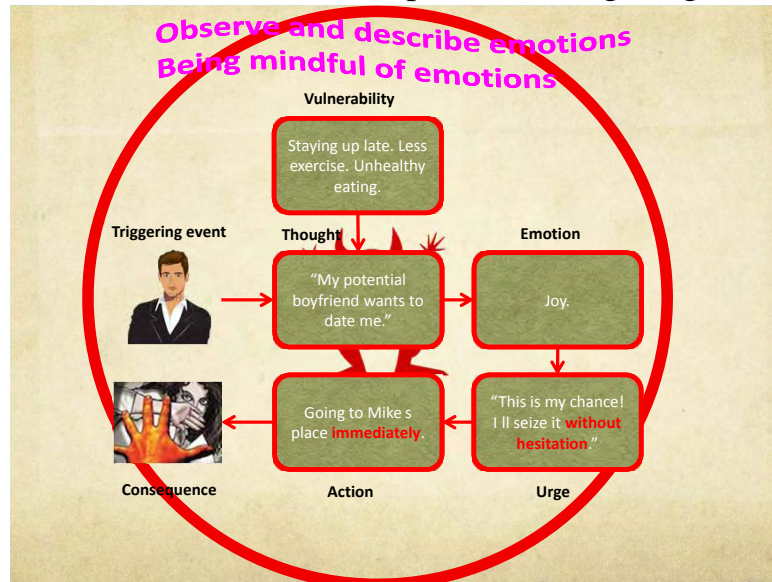 Observe and describe emotions
Being mindful of emotions
Vulnerability
Staying up late. Less
exercise. Unhealthy
eating.
Triggering event
Thought
Emotion
“My potential
boyfriend wants to
date me.”
Joy.
Going to Mike s
place immediately.
“This is my chance!
I ll seize it without
hesitation.”
Consequence
Action
Urge